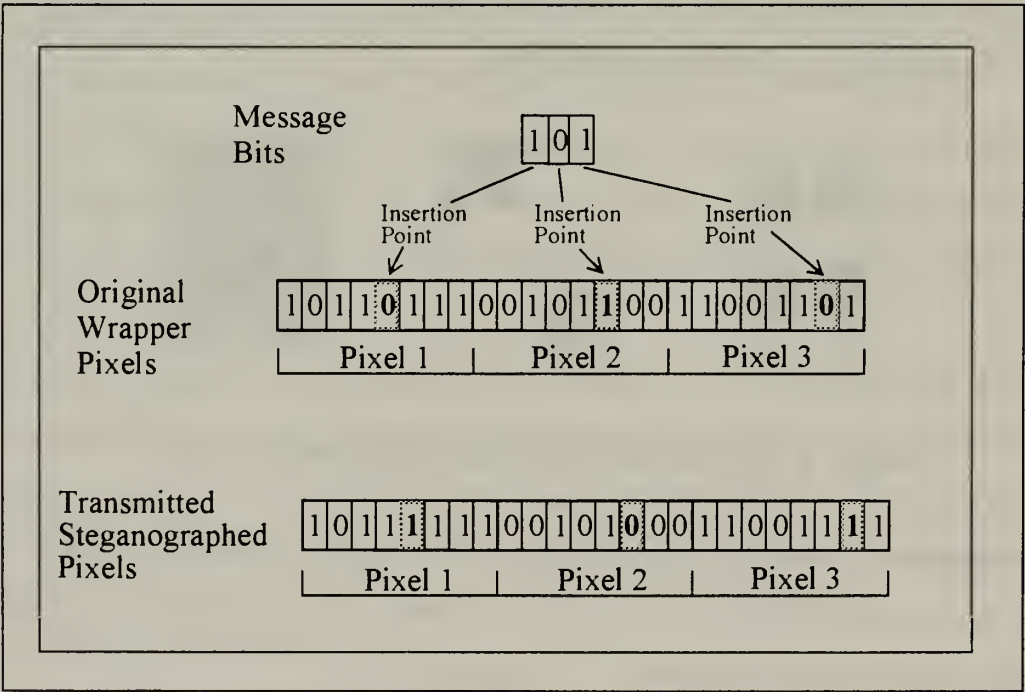 Message
Bits
1 0 1
Insertion
Point
Insertion
Point
Insertion
Point
Original
Wrapper
Pixels
1 0 1 1 0 1 1 1 0 0 1 0 1 1 0 0 1 1 0 0 1 1 0 1
Pixel 1 Pixel 2 Pixel 3
Transmitted
Steganographed
Pixels
1 0 1 1 1 1 1 1 0 0 1 0 1 0 0 0 1 1 0 0 1 1 1 1
Pixel 1 Pixel 2 Pixel 3